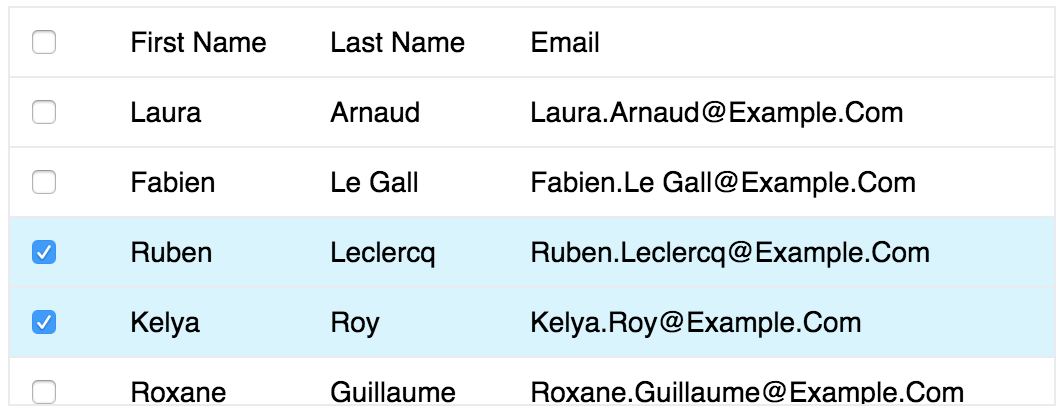 First Name Last Name Email
Laura Arnaud Laura.Arnaud@Example.Com
Fabien Le Gall Fabien.Le Gall@Example.Com
Ruben Leclercq Ruben.Leclercq@Example.Com
Kelya Roy Kelya.Roy@Example.Com
Roxane Guillaume Roxane.Guillaume@Example.Com